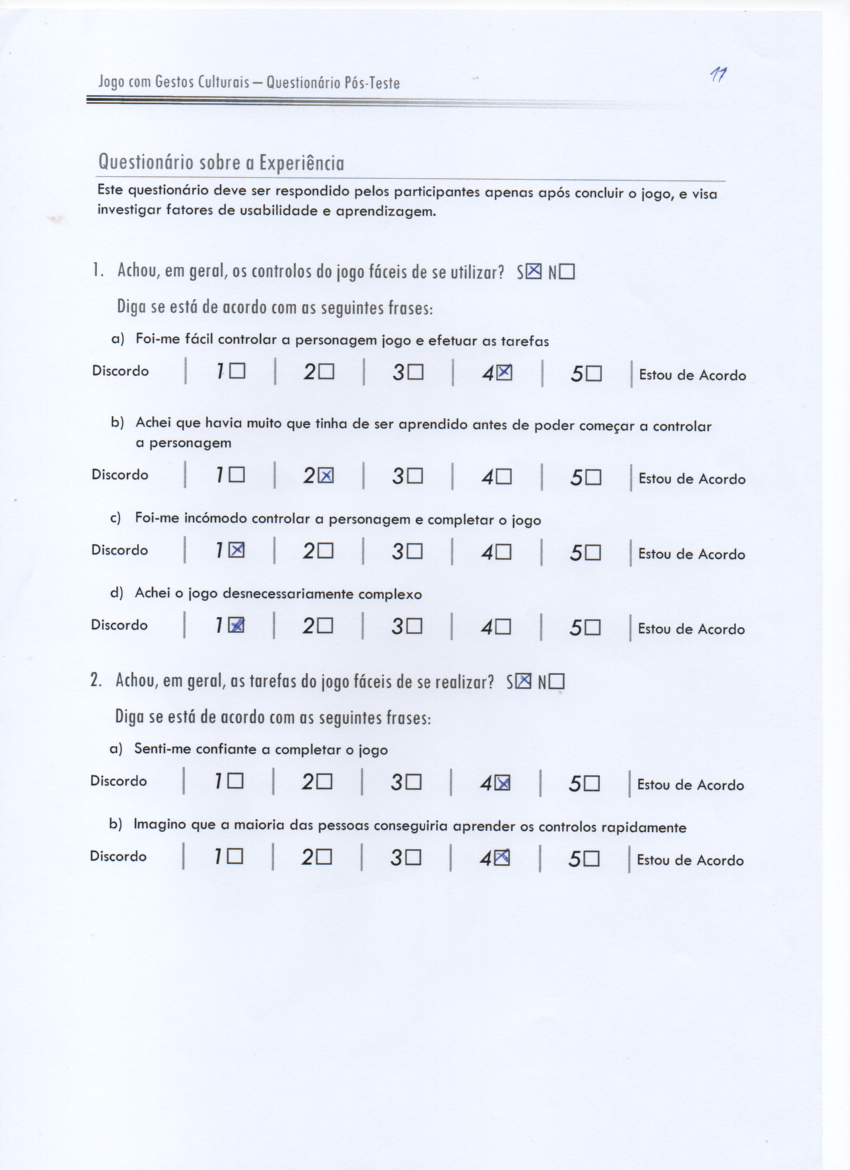 Jogo com Gestos Culturais – Questionário Pós-Teste
11
Questionário sobre a Experiência
Este questionário deve ser respondido pelos participantes apenas após concluir o jogo, e visa
investigar fatores de usabilidade e aprendizagem.
1. Achou, em geral, os controlos do jogo fáceis de se utilizar? S☒ N☐
Diga se está de acordo com as seguintes frases:
a) Foi-me fácil controlar a personagem jogo e efetuar as tarefas
Discordo | 1☐ | 2☐ | 3☐ | 4☒ | 5☐ | Estou de Acordo
b) Achei que havia muito que tinha de ser aprendido antes de poder começar a controlar
a personagem
Discordo | 1☐ | 2☒ | 3☐ | 4☐ | 5☐ | Estou de Acordo
c) Foi-me incómodo controlar a personagem e completar o jogo
Discordo | 1☒ | 2☐ | 3☐ | 4☐ | 5☐ | Estou de Acordo
d) Achei o jogo desnecessariamente complexo
Discordo | 1☒ | 2☐ | 3☐ | 4☐ | 5☐ | Estou de Acordo
2. Achou, em geral, as tarefas do jogo fáceis de se realizar? S☒ N☐
Diga se está de acordo com as seguintes frases:
a) Senti-me confiante a completar o jogo
Discordo | 1☐ | 2☐ | 3☐ | 4☒ | 5☐ | Estou de Acordo
b) Imagino que a maioria das pessoas conseguiria aprender os controlos rapidamente
Discordo | 1☐ | 2☐ | 3☐ | 4☒ | 5☐ | Estou de Acordo